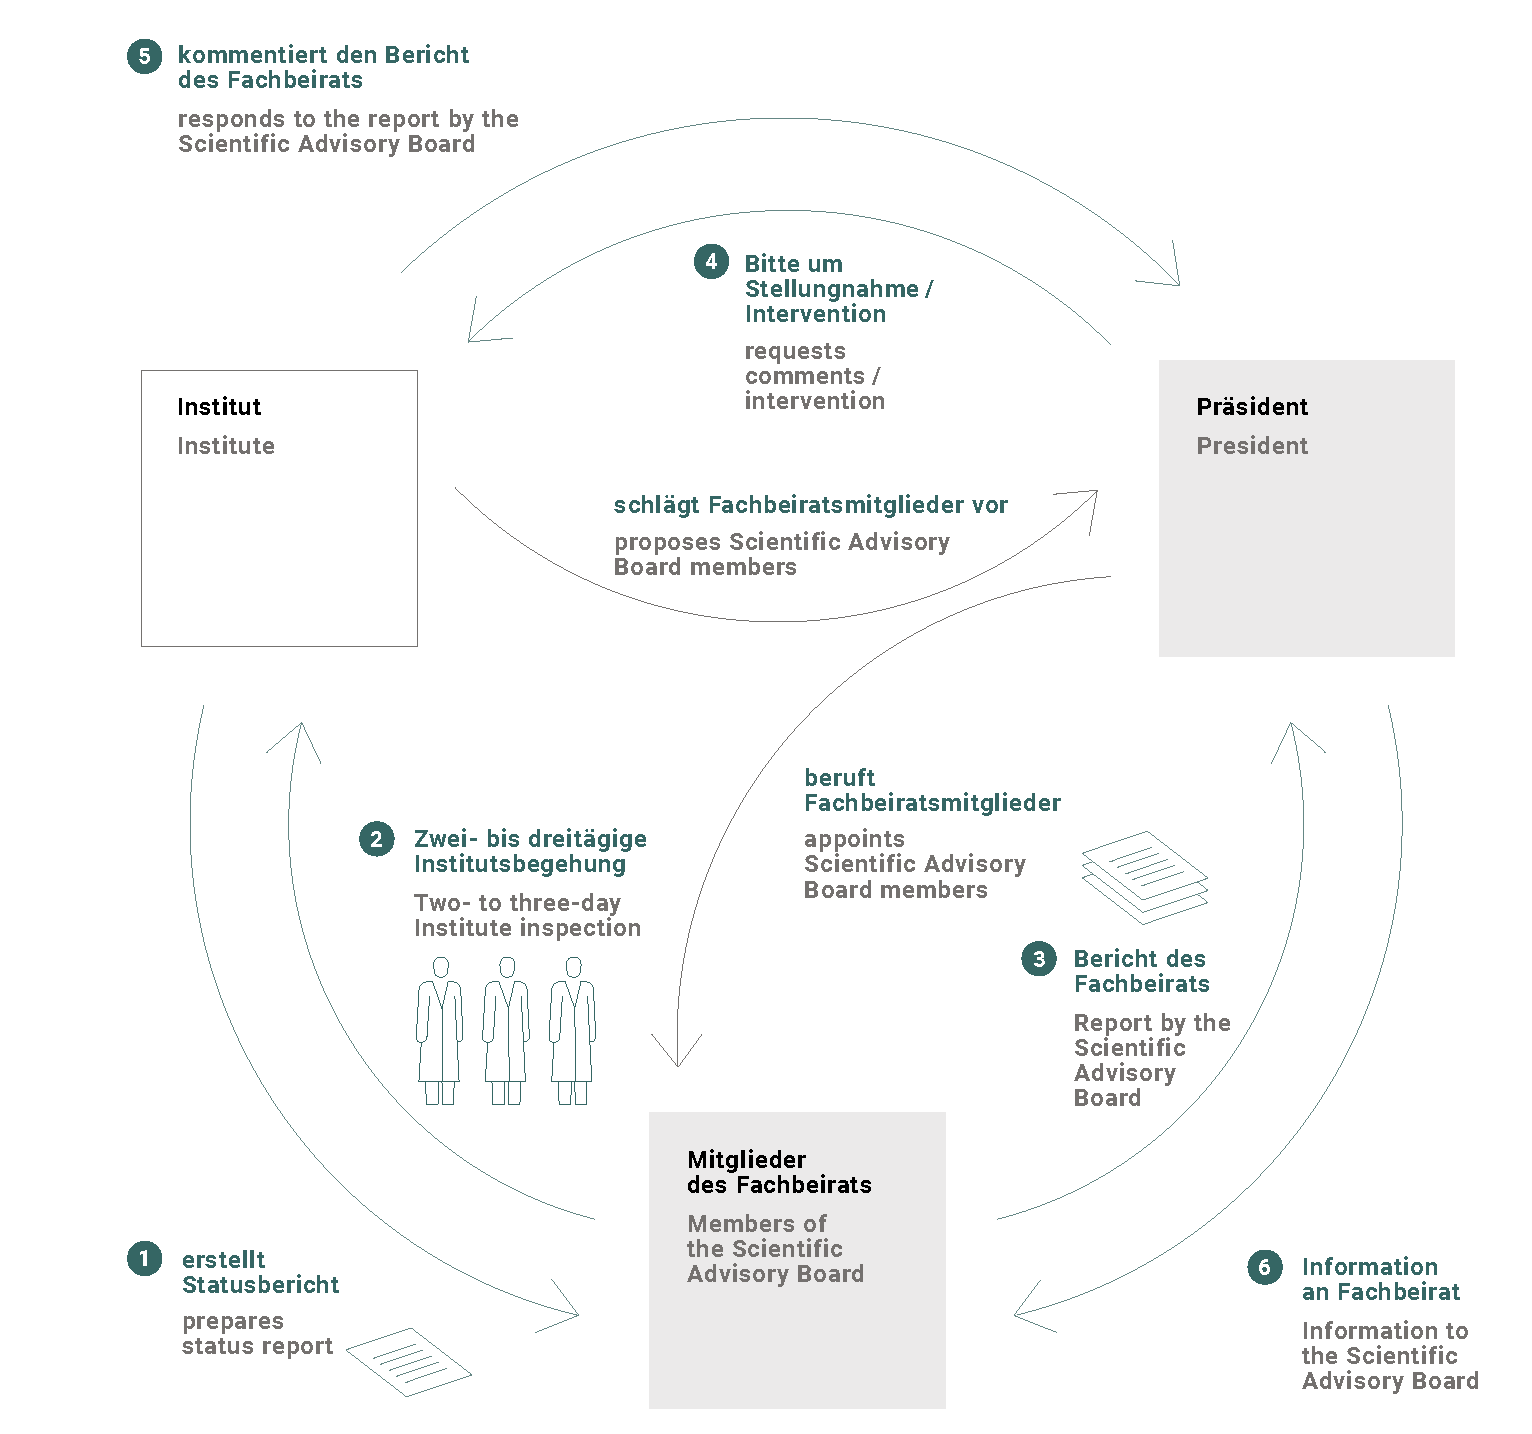 5
kommentiert den Bericht
des Fachbeirats
responds to the report by the
Scientific Advisory Board
4
Bitte um
Stellungnahme /
Intervention
requests
comments /
intervention
Institut
Institute
Präsident
President
schlägt Fachbeiratsmitglieder vor
proposes Scientific Advisory
Board members
beruft
Fachbeiratsmitglieder
appoints
Scientific Advisory
Board members
2
Zwei- bis dreitägige
Institutsbegehung
Two- to three-day
Institute inspection
3
Bericht des
Fachbeirats
Report by the
Scientific
Advisory
Board
Mitglieder
des Fachbeirats
Members of
the Scientific
Advisory Board
1
erstellt
Statusbericht
prepares
status report
6
Information
an Fachbeirat
Information to
the Scientific
Advisory Board